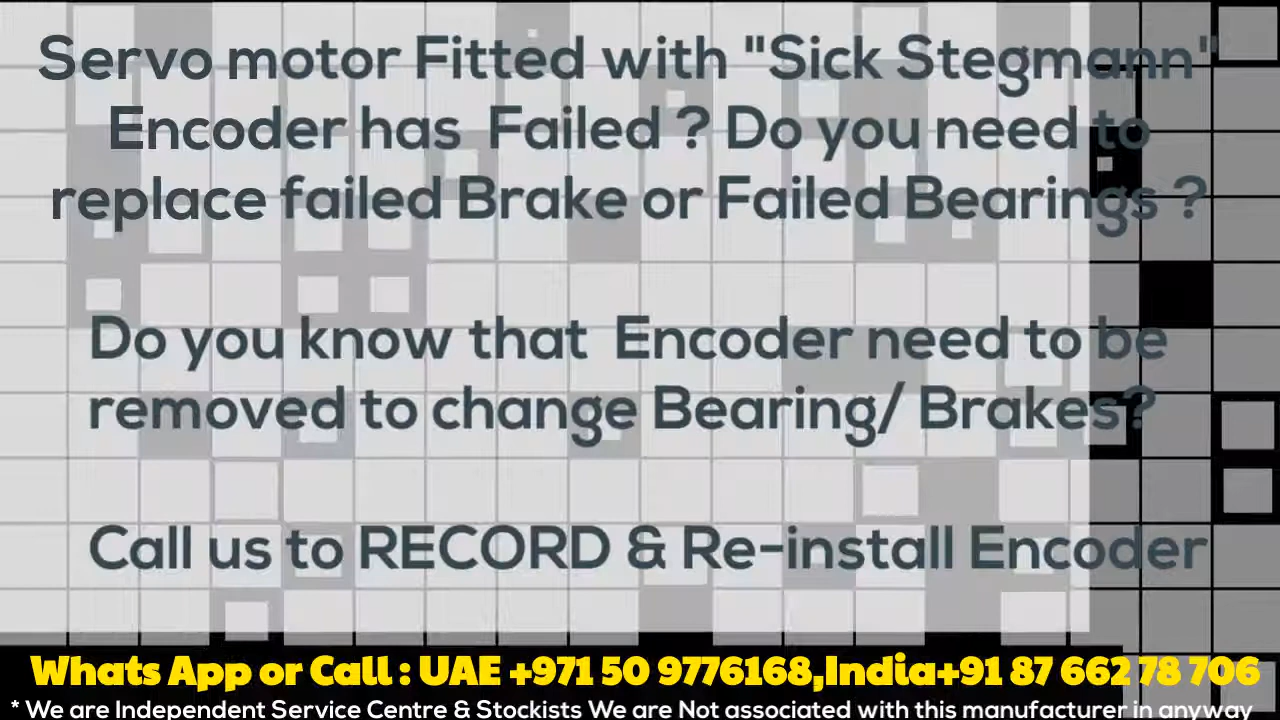 Servo motor Fitted with "Sick Stegmann"
Encoder has Failed ? Do you need to
replace failed Brake or Failed Bearings ?
Do you know that Encoder need to be
removed to change Bearing/ Brakes?
Call us to RECORD & Re-install Encoder
Whats App or Call : UAE +971 50 9776168,India+91 87 662 78 706
* We are Independent Service Centre & Stockists We are Not associated with this manufacturer in anyway